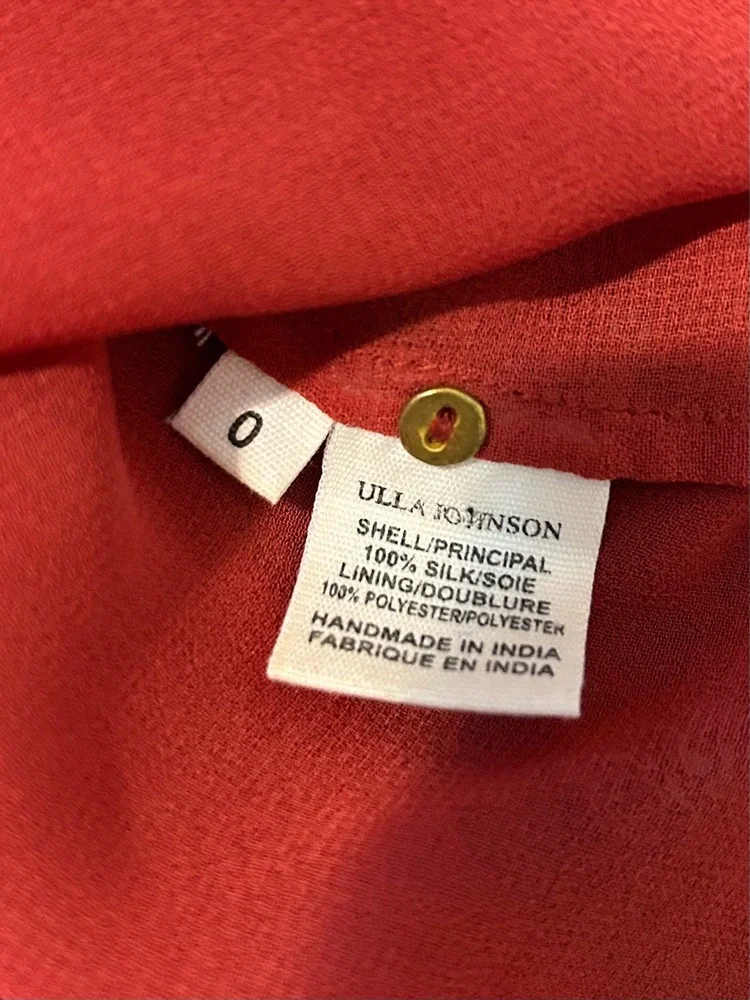 0
ULLA JOHNSON
SHELL/PRINCIPAL
100% SILK/SOIE
LINING/DOUBLURE
100% POLYESTER/POLYESTER
HANDMADE IN INDIA
FABRIQUE EN INDIA